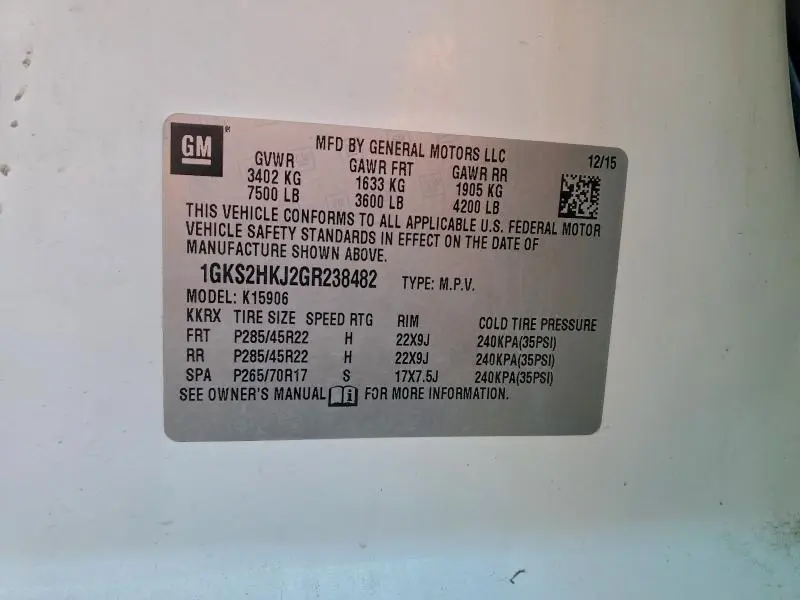 GM
MFD BY GENERAL MOTORS LLC 12/15
GVWR GAWR FRT GAWR RR
3402 KG 1633 KG 1905 KG
7500 LB 3600 LB 4200 LB
THIS VEHICLE CONFORMS TO ALL APPLICABLE U.S. FEDERAL MOTOR
VEHICLE SAFETY STANDARDS IN EFFECT ON THE DATE OF
MANUFACTURE SHOWN ABOVE.
1GKS2HKJ2GR238482 TYPE: M.P.V.
MODEL: K15906
KKRX TIRE SIZE SPEED RTG RIM COLD TIRE PRESSURE
FRT P285/45R22 H 22X9J 240KPA(35PSI)
RR P285/45R22 H 22X9J 240KPA(35PSI)
SPA P265/70R17 S 17X7.5J 240KPA(35PSI)
SEE OWNER'S MANUAL FOR MORE INFORMATION.